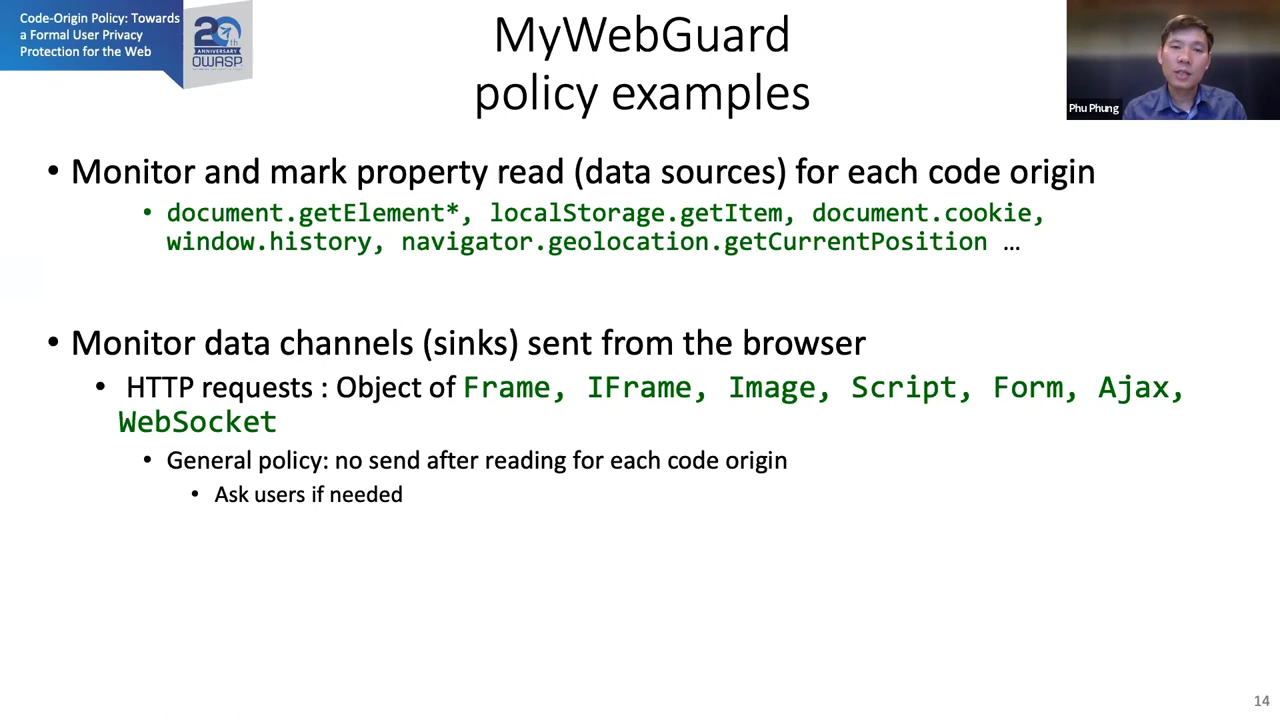 Code-Origin Policy: Towards
a Formal User Privacy
Protection for the Web
20th
ANNIVERSARY
OWASP
MyWebGuard
policy examples
Phu Phung
• Monitor and mark property read (data sources) for each code origin
• document.getElement*, localStorage.getItem, document.cookie,
window.history, navigator.geolocation.getCurrentPosition …
• Monitor data channels (sinks) sent from the browser
• HTTP requests : Object of Frame, IFrame, Image, Script, Form, Ajax,
WebSocket
• General policy: no send after reading for each code origin
• Ask users if needed
14